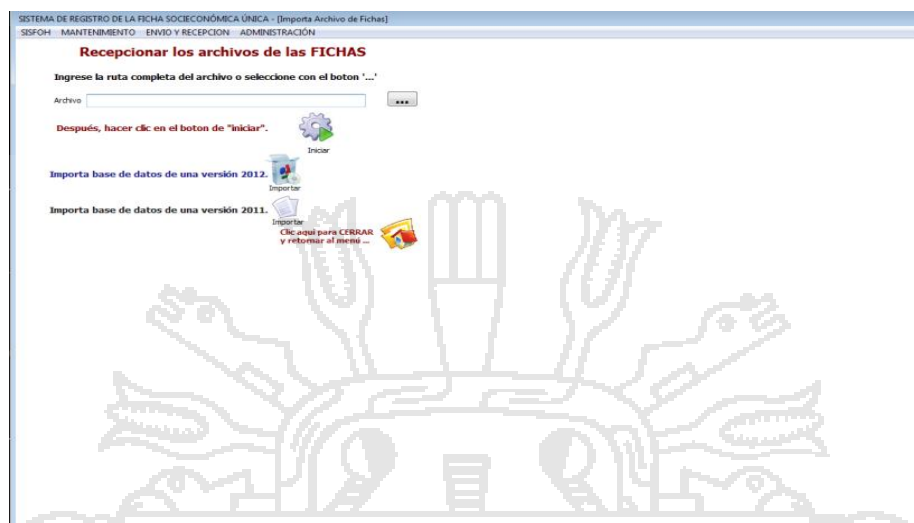 SISTEMA DE REGISTRO DE LA FICHA SOCIECONÓMICA ÚNICA - [Importa Archivo de Fichas]
SISFOH MANTENIMIENTO ENVIO Y RECEPCION ADMINISTRACIÓN
Recepcionar los archivos de las FICHAS
Ingrese la ruta completa del archivo o seleccione con el boton '...'
Archivo ...
Después, hacer clic en el boton de "iniciar".
Iniciar
Importa base de datos de una versión 2012.
Importar
Importa base de datos de una versión 2011.
Importar
Clic aqui para CERRAR
y retornar al menú ...